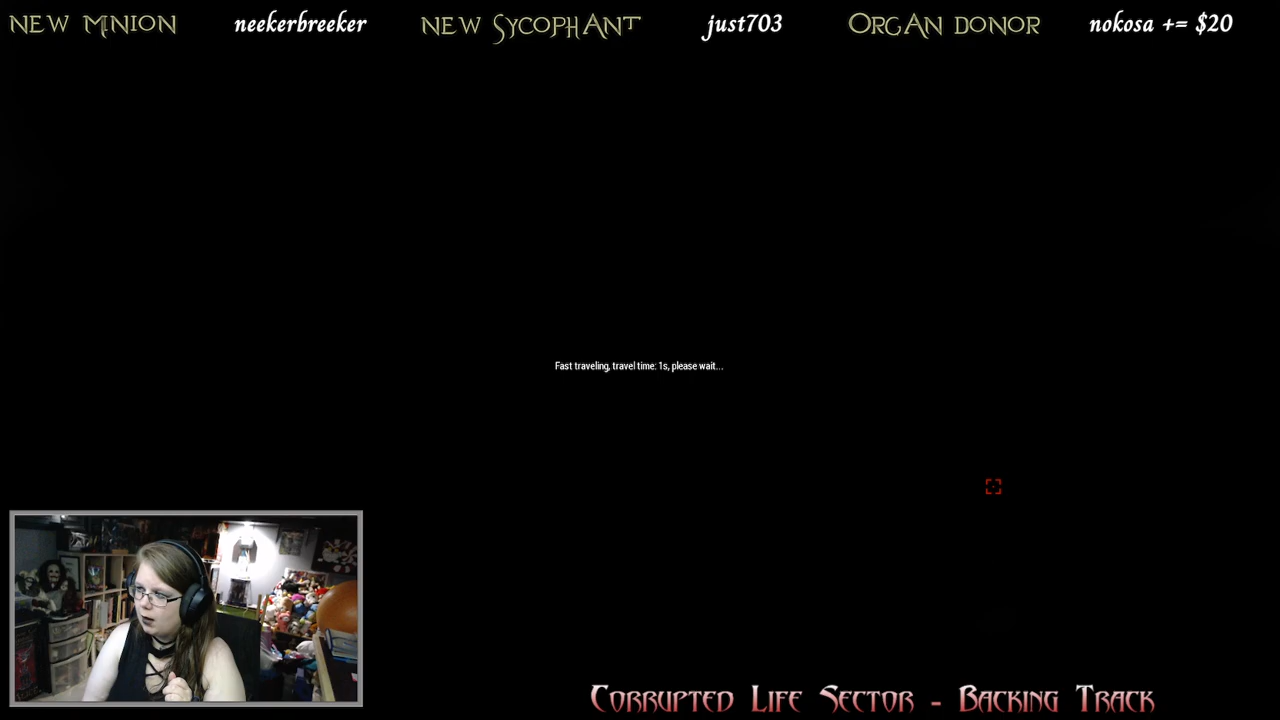 NEW MINION neekerbreeker NEW SYCOPHANT just703 ORGAN DONOR nokosa += $20
Fast traveling, travel time: 1s, please wait...
CORRUPTED LIFE SECTOR - BACKING TRACK